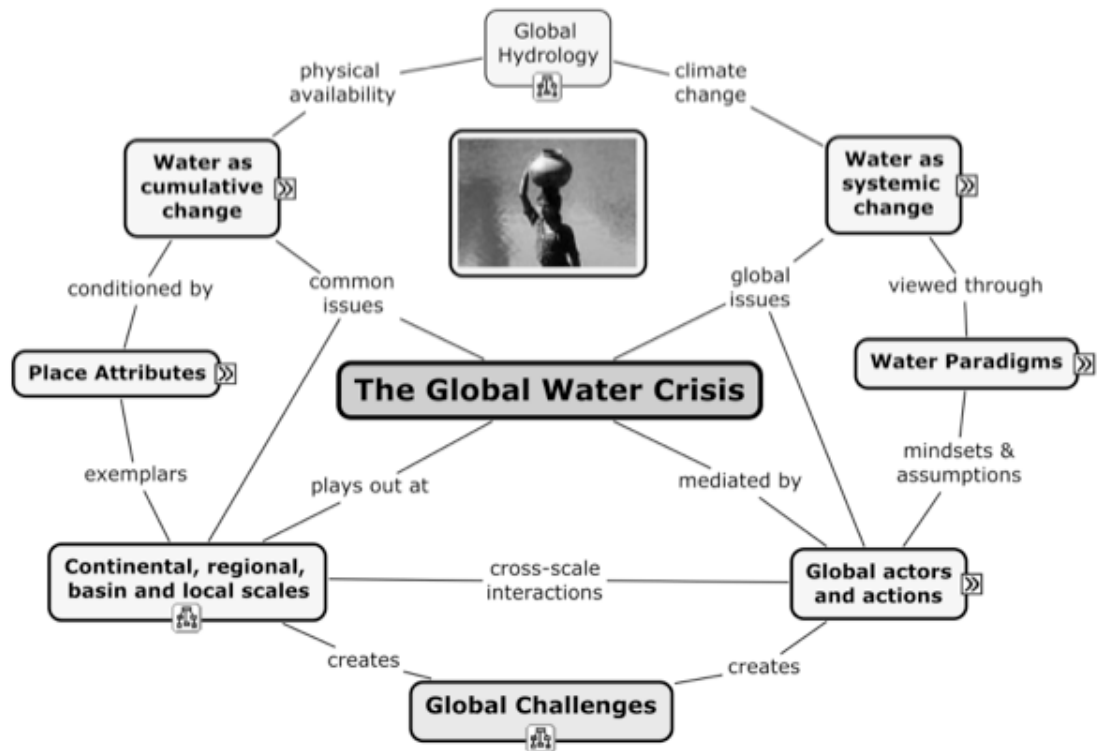 Global
Hydrology
physical
availability
climate
change
Water as
cumulative
change
Water as
systemic
change
conditioned by
common
issues
global
issues
viewed through
Place Attributes
The Global Water Crisis
Water Paradigms
exemplars
plays out at
mediated by
mindsets &
assumptions
Continental, regional,
basin and local scales
cross-scale
interactions
Global actors
and actions
creates
creates
Global Challenges